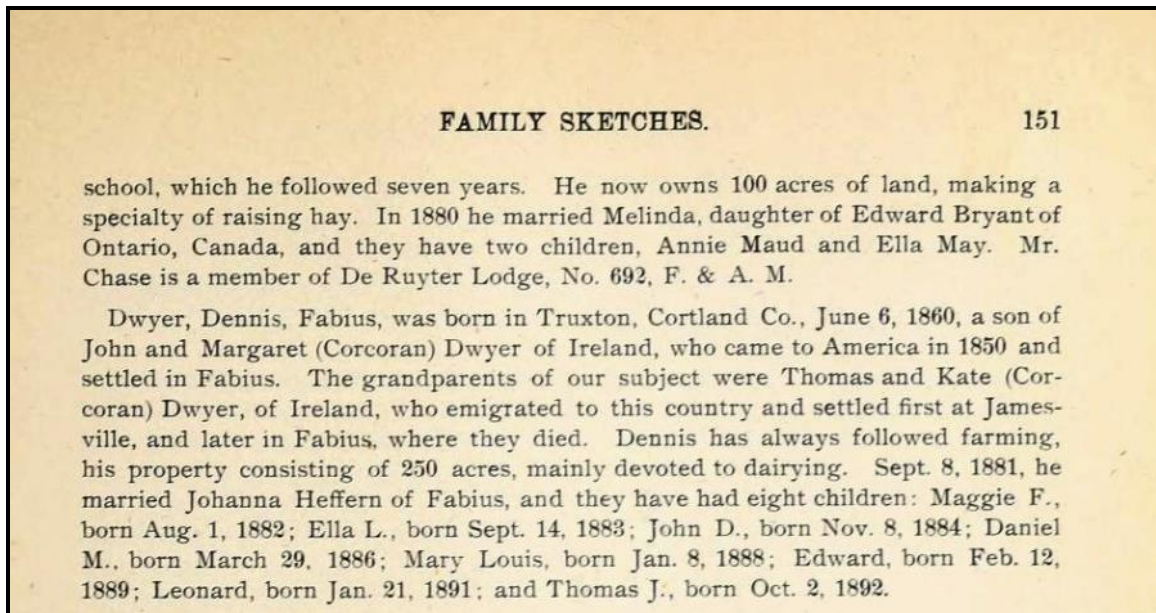 FAMILY SKETCHES. 151
school, which he followed seven years. He now owns 100 acres of land, making a
specialty of raising hay. In 1880 he married Melinda, daughter of Edward Bryant of
Ontario, Canada, and they have two children, Annie Maud and Ella May. Mr.
Chase is a member of De Ruyter Lodge, No. 692, F. & A. M.
Dwyer, Dennis, Fabius, was born in Truxton, Cortland Co., June 6, 1860, a son of
John and Margaret (Corcoran) Dwyer of Ireland, who came to America in 1850 and
settled in Fabius. The grandparents of our subject were Thomas and Kate (Cor-
coran) Dwyer, of Ireland, who emigrated to this country and settled first at James-
ville, and later in Fabius, where they died. Dennis has always followed farming,
his property consisting of 250 acres, mainly devoted to dairying. Sept. 8, 1881, he
married Johanna Heffern of Fabius, and they have had eight children: Maggie F.,
born Aug. 1, 1882; Ella L., born Sept. 14, 1883; John D., born Nov. 8, 1884; Daniel
M., born March 29, 1886; Mary Louis, born Jan. 8, 1888; Edward, born Feb. 12,
1889; Leonard, born Jan. 21, 1891; and Thomas J., born Oct. 2, 1892.